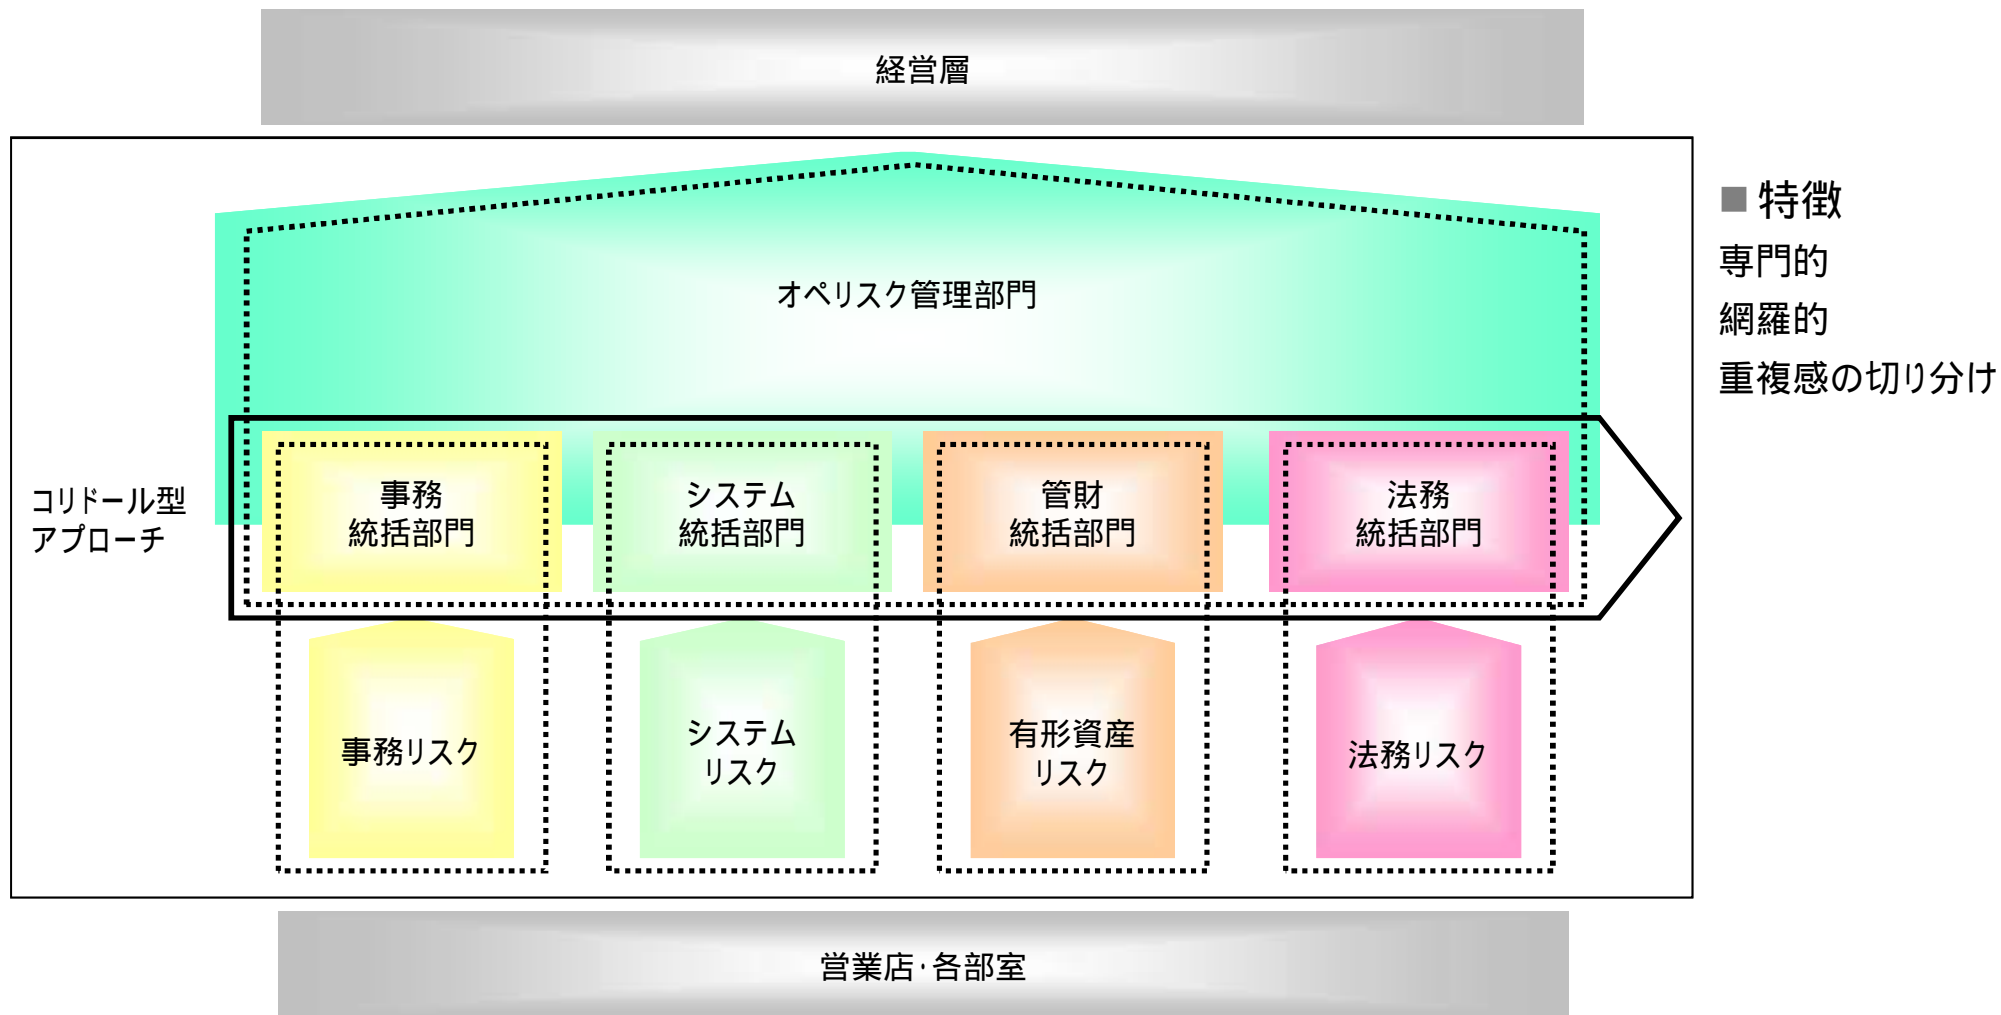 経営層
■ 特徴
専門的
網羅的
重複感の切り分け
オペリスク管理部門
コリドール型
アプローチ
事務
統括部門
システム
統括部門
管財
統括部門
法務
統括部門
事務リスク
システム
リスク
有形資産
リスク
法務リスク
営業店・各部室